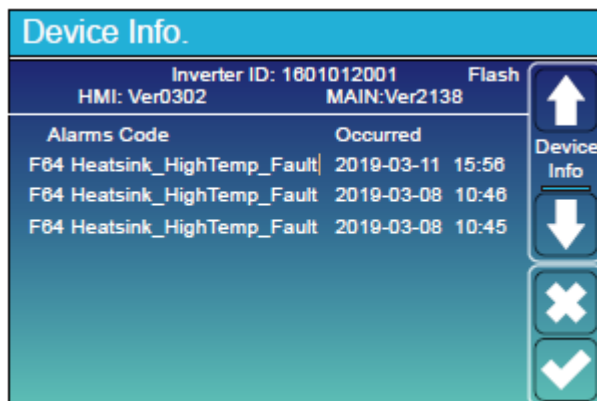 Device Info.
Inverter ID: 1601012001 Flash
HMI: Ver0302 MAIN:Ver2138
Alarms Code Occurred
F64 Heatsink_HighTemp_Fault 2019-03-11 15:56
F64 Heatsink_HighTemp_Fault 2019-03-08 10:46
F64 Heatsink_HighTemp_Fault 2019-03-08 10:45
Device
Info